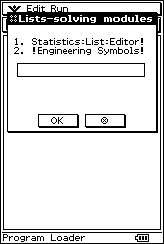 Edit Run
Lists-solving modules
1. Statistics:List:Editor!
2. !Engineering Symbols!
OK
Program Loader